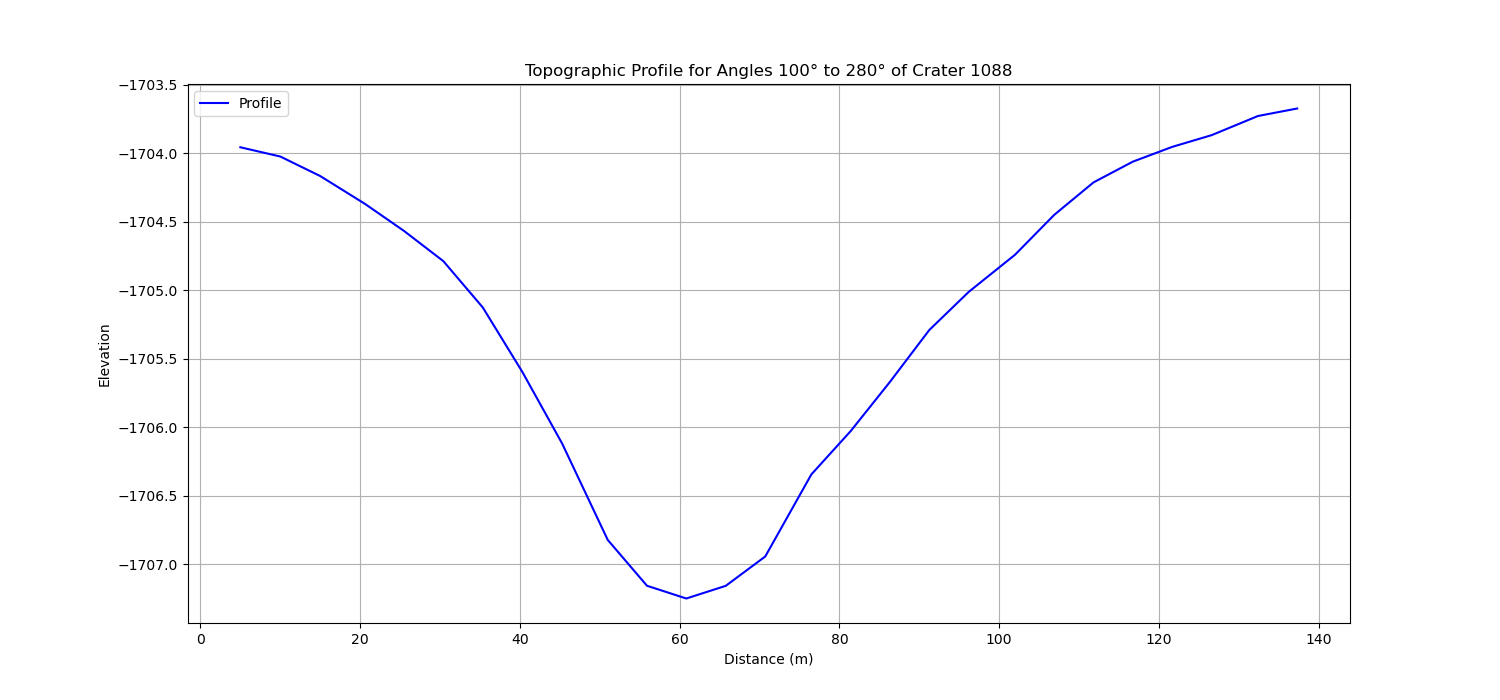 Topographic Profile for Angles 100° to 280° of Crater 1088
−1703.5
Profile
−1704.0
−1704.5
−1705.0
−1705.5
−1706.0
−1706.5
−1707.0
Elevation
0 20 40 60 80 100 120 140
Distance (m)